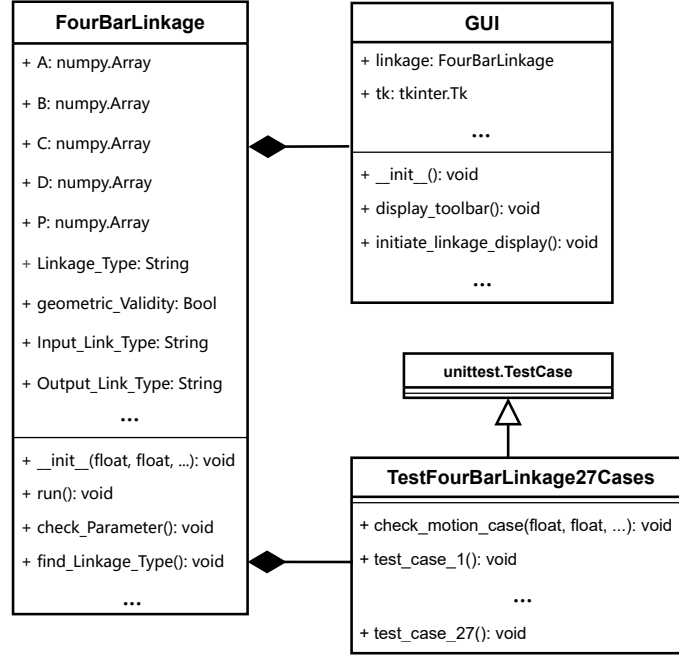 FourBarLinkage
+ A: numpy.Array
+ B: numpy.Array
+ C: numpy.Array
+ D: numpy.Array
+ P: numpy.Array
+ Linkage_Type: String
+ geometric_Validity: Bool
+ Input_Link_Type: String
+ Output_Link_Type: String
...
+ __init__(float, float, ...): void
+ run(): void
+ check_Parameter(): void
+ find_Linkage_Type(): void
...
GUI
+ linkage: FourBarLinkage
+ tk: tkinter.Tk
...
+ __init__(): void
+ display_toolbar(): void
+ initiate_linkage_display(): void
...
unittest.TestCase
TestFourBarLinkage27Cases
+ check_motion_case(float, float, ...): void
+ test_case_1(): void
...
+ test_case_27(): void